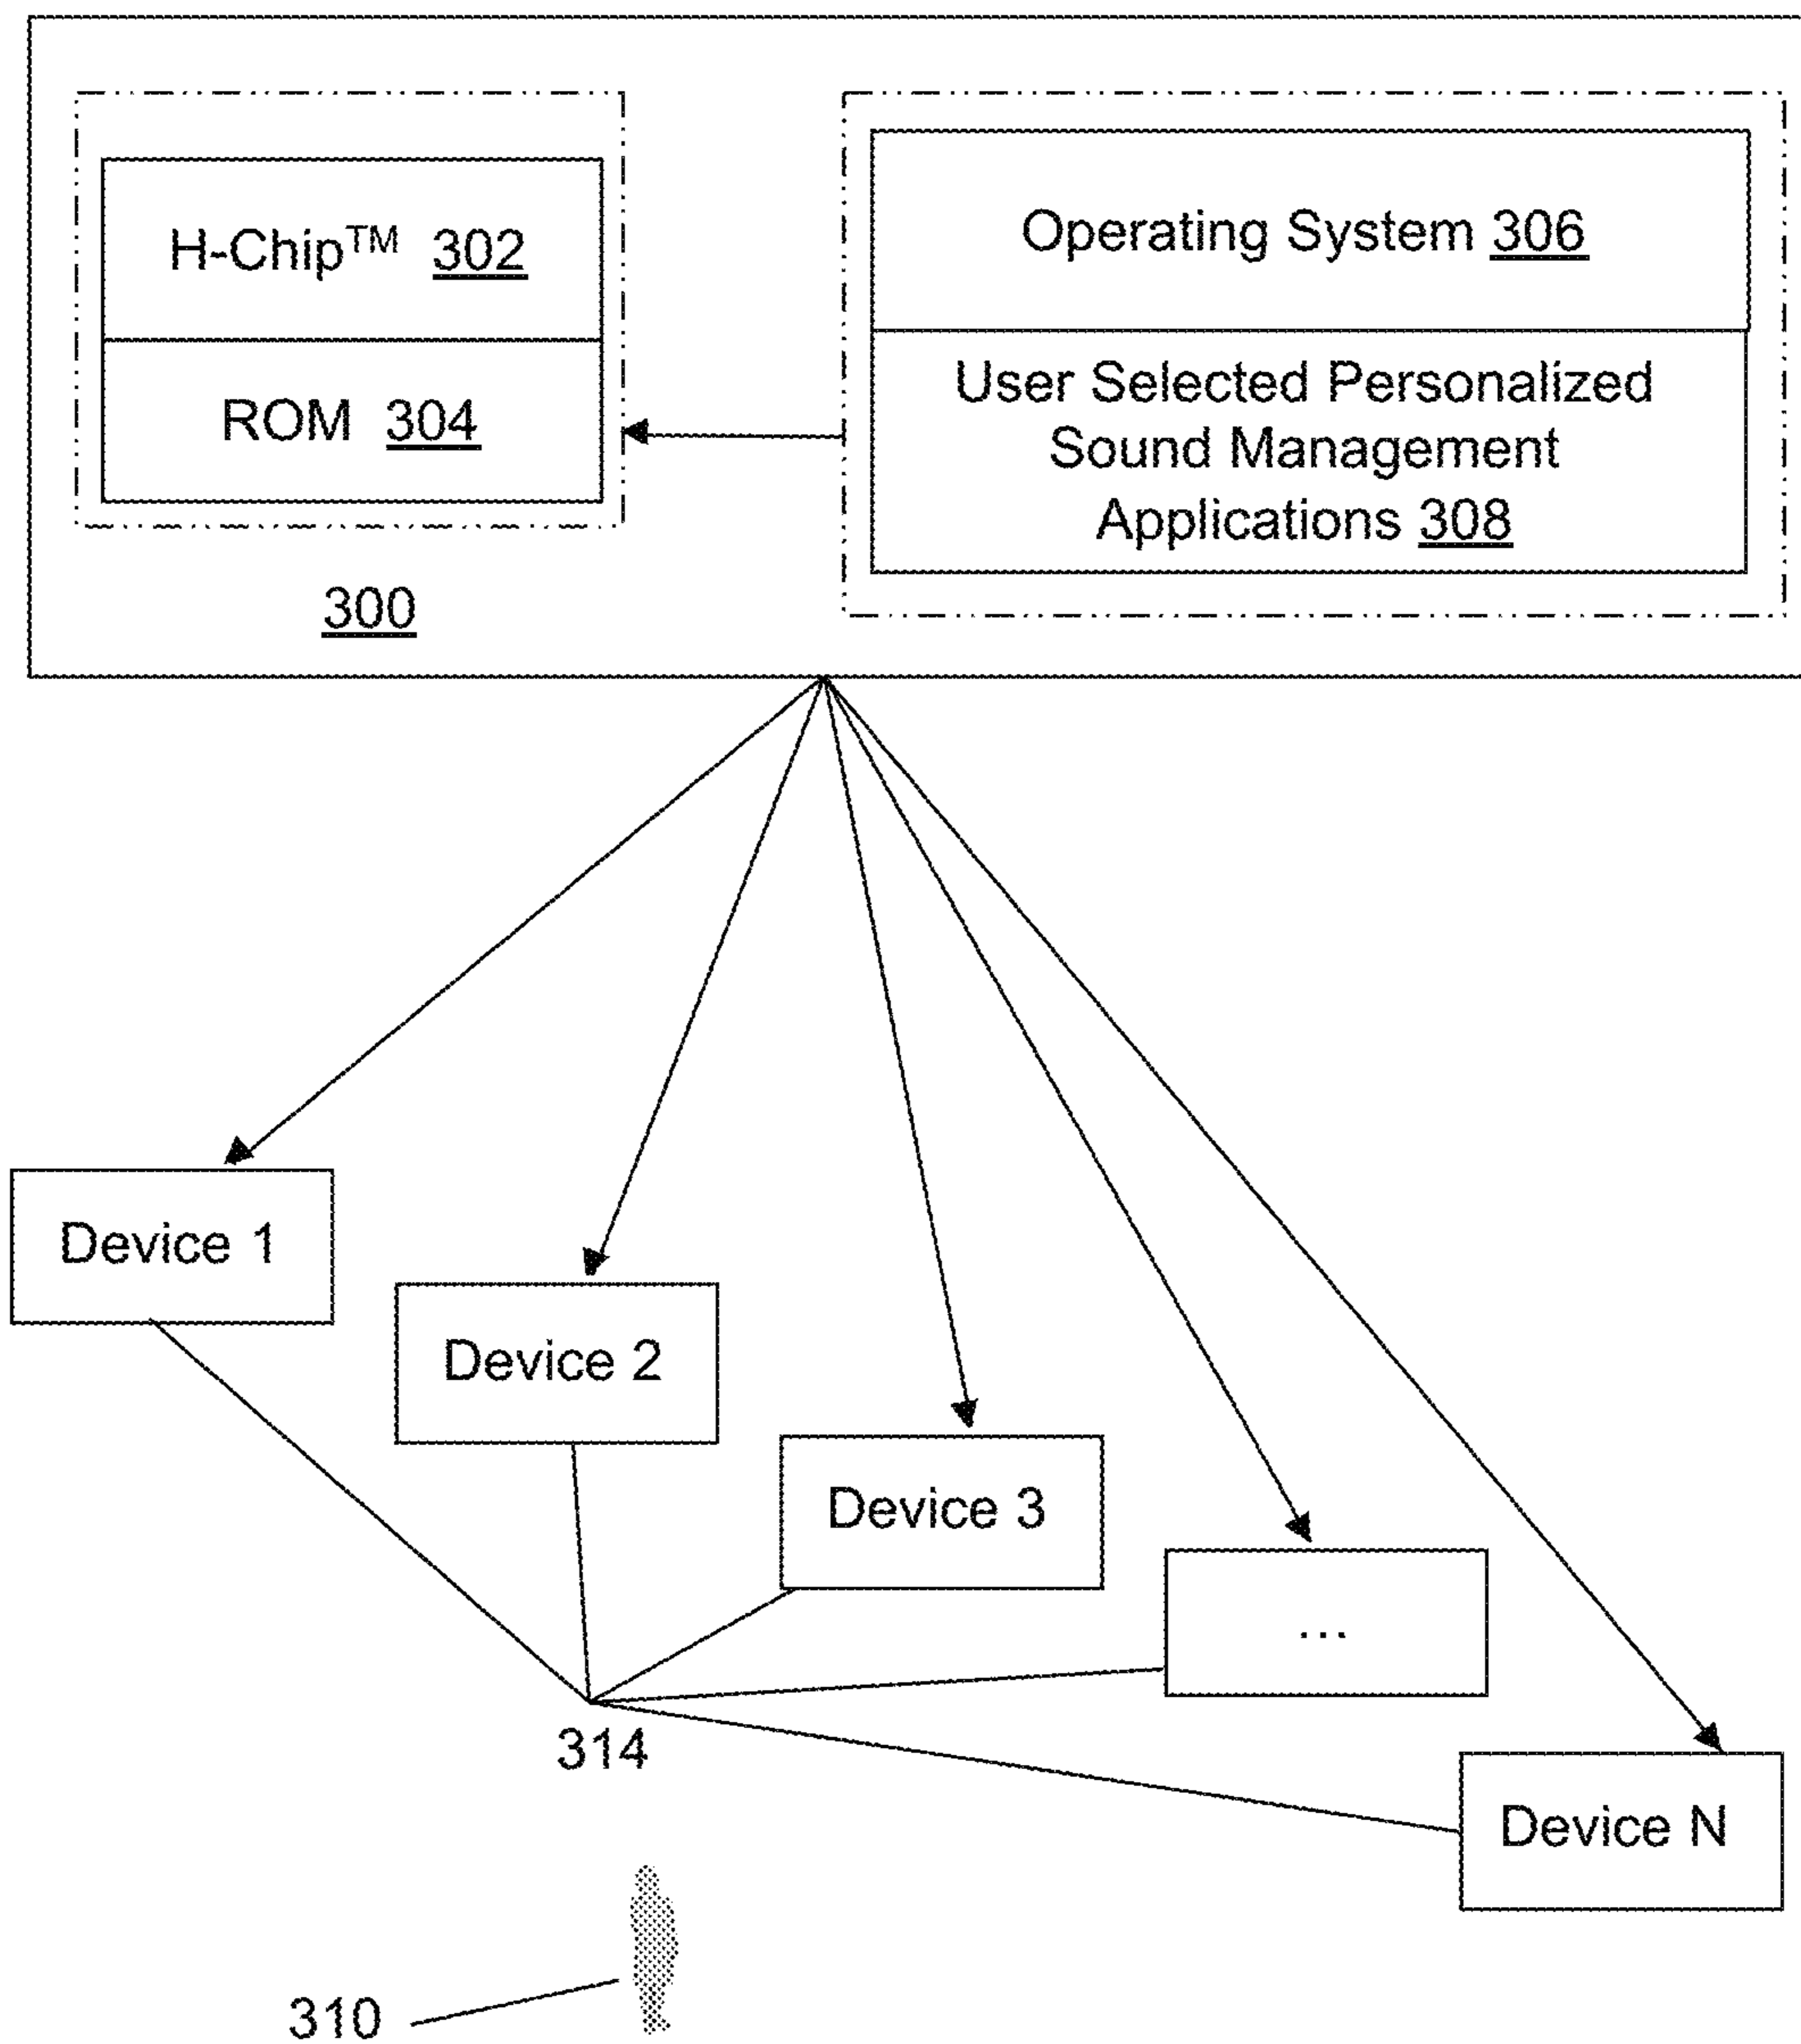 H-Chip™ 302
ROM 304
Operating System 306
User Selected Personalized
Sound Management
Applications 308
300
Device 1
Device 2
Device 3
...
Device N
314
310